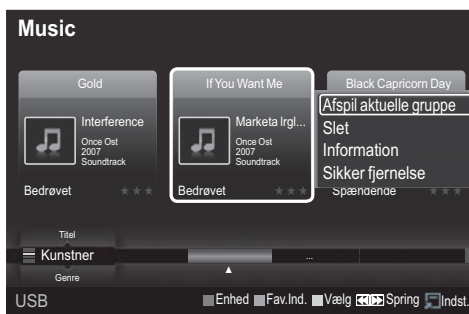 Music
Gold
If You Want Me
Black Capricorn Day
Interference
Once Ost
2007
Soundtrack
Bedrøvet
Marketa Irgl...
Once Ost
2007
Soundtrack
Bedrøvet
Afspil aktuelle gruppe
Slet
Information
Sikker fjernelse
Spændende
Titel
Kunstner
Genre
...
USB Enhed Fav.Ind. Vælg Spring Indst.